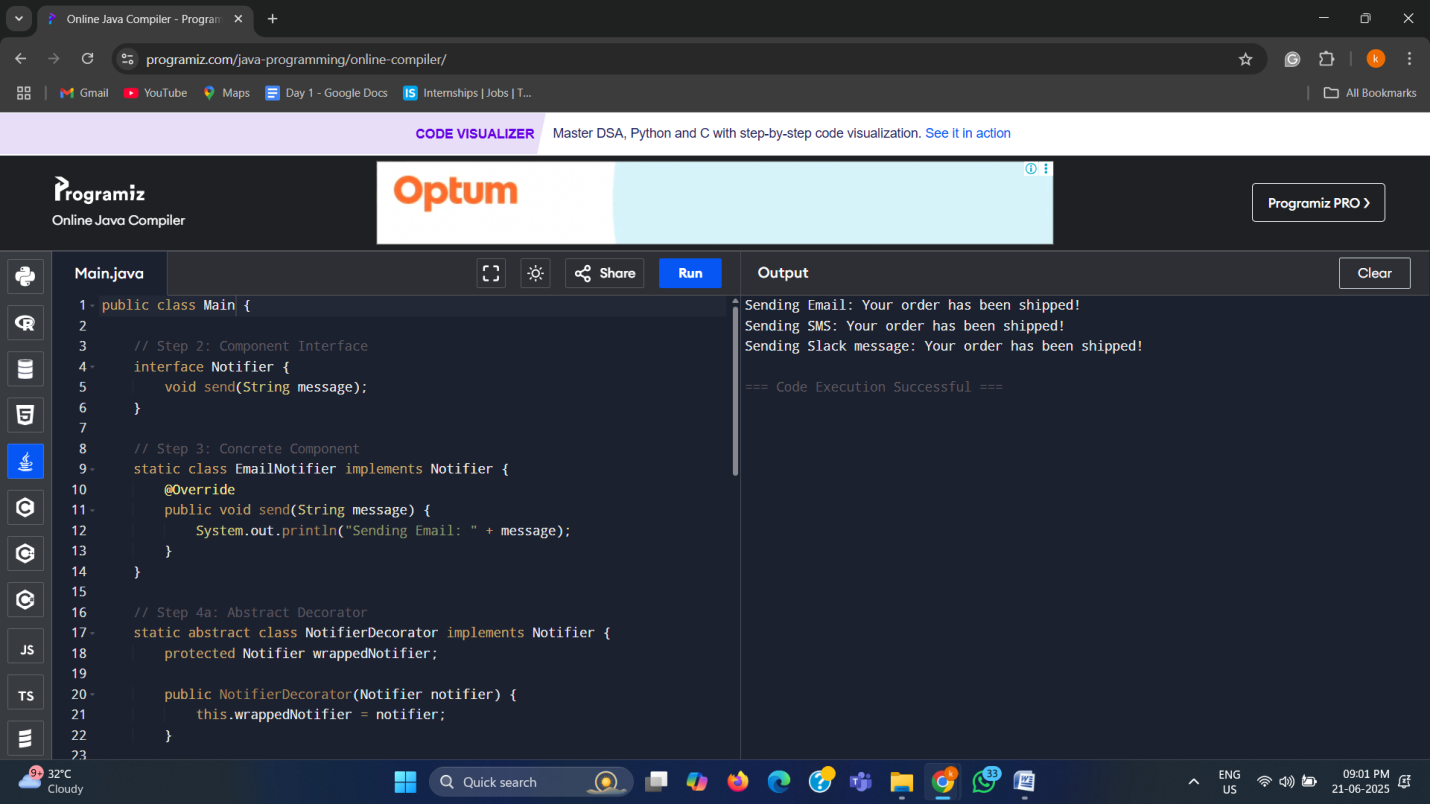 Online Java Compiler - Program
programiz.com/java-programming/online-compiler/
k
Gmail
YouTube
Maps
Day 1 - Google Docs
IS
Internships | Jobs | T...
All Bookmarks
CODE VISUALIZER
Master DSA, Python and C with step-by-step code visualization. See it in action
Programiz
Online Java Compiler
Optum
Programiz PRO
Main.java
Share
Run
Output
Clear
1 public class Main {
2
3 // Step 2: Component Interface
4 interface Notifier {
5 void send(String message);
6 }
7
8 // Step 3: Concrete Component
9 static class EmailNotifier implements Notifier {
10 @Override
11 public void send(String message) {
12 System.out.println("Sending Email: " + message);
13 }
14 }
15
16 // Step 4a: Abstract Decorator
17 static abstract class NotifierDecorator implements Notifier {
18 protected Notifier wrappedNotifier;
19
20 public NotifierDecorator(Notifier notifier) {
21 this.wrappedNotifier = notifier;
22 }
23
Sending Email: Your order has been shipped!
Sending SMS: Your order has been shipped!
Sending Slack message: Your order has been shipped!
=== Code Execution Successful ===
R
5
C
C
C
JS
TS
9+
32°C
Cloudy
Quick search
k
33
ENG
US
09:01 PM
21-06-2025